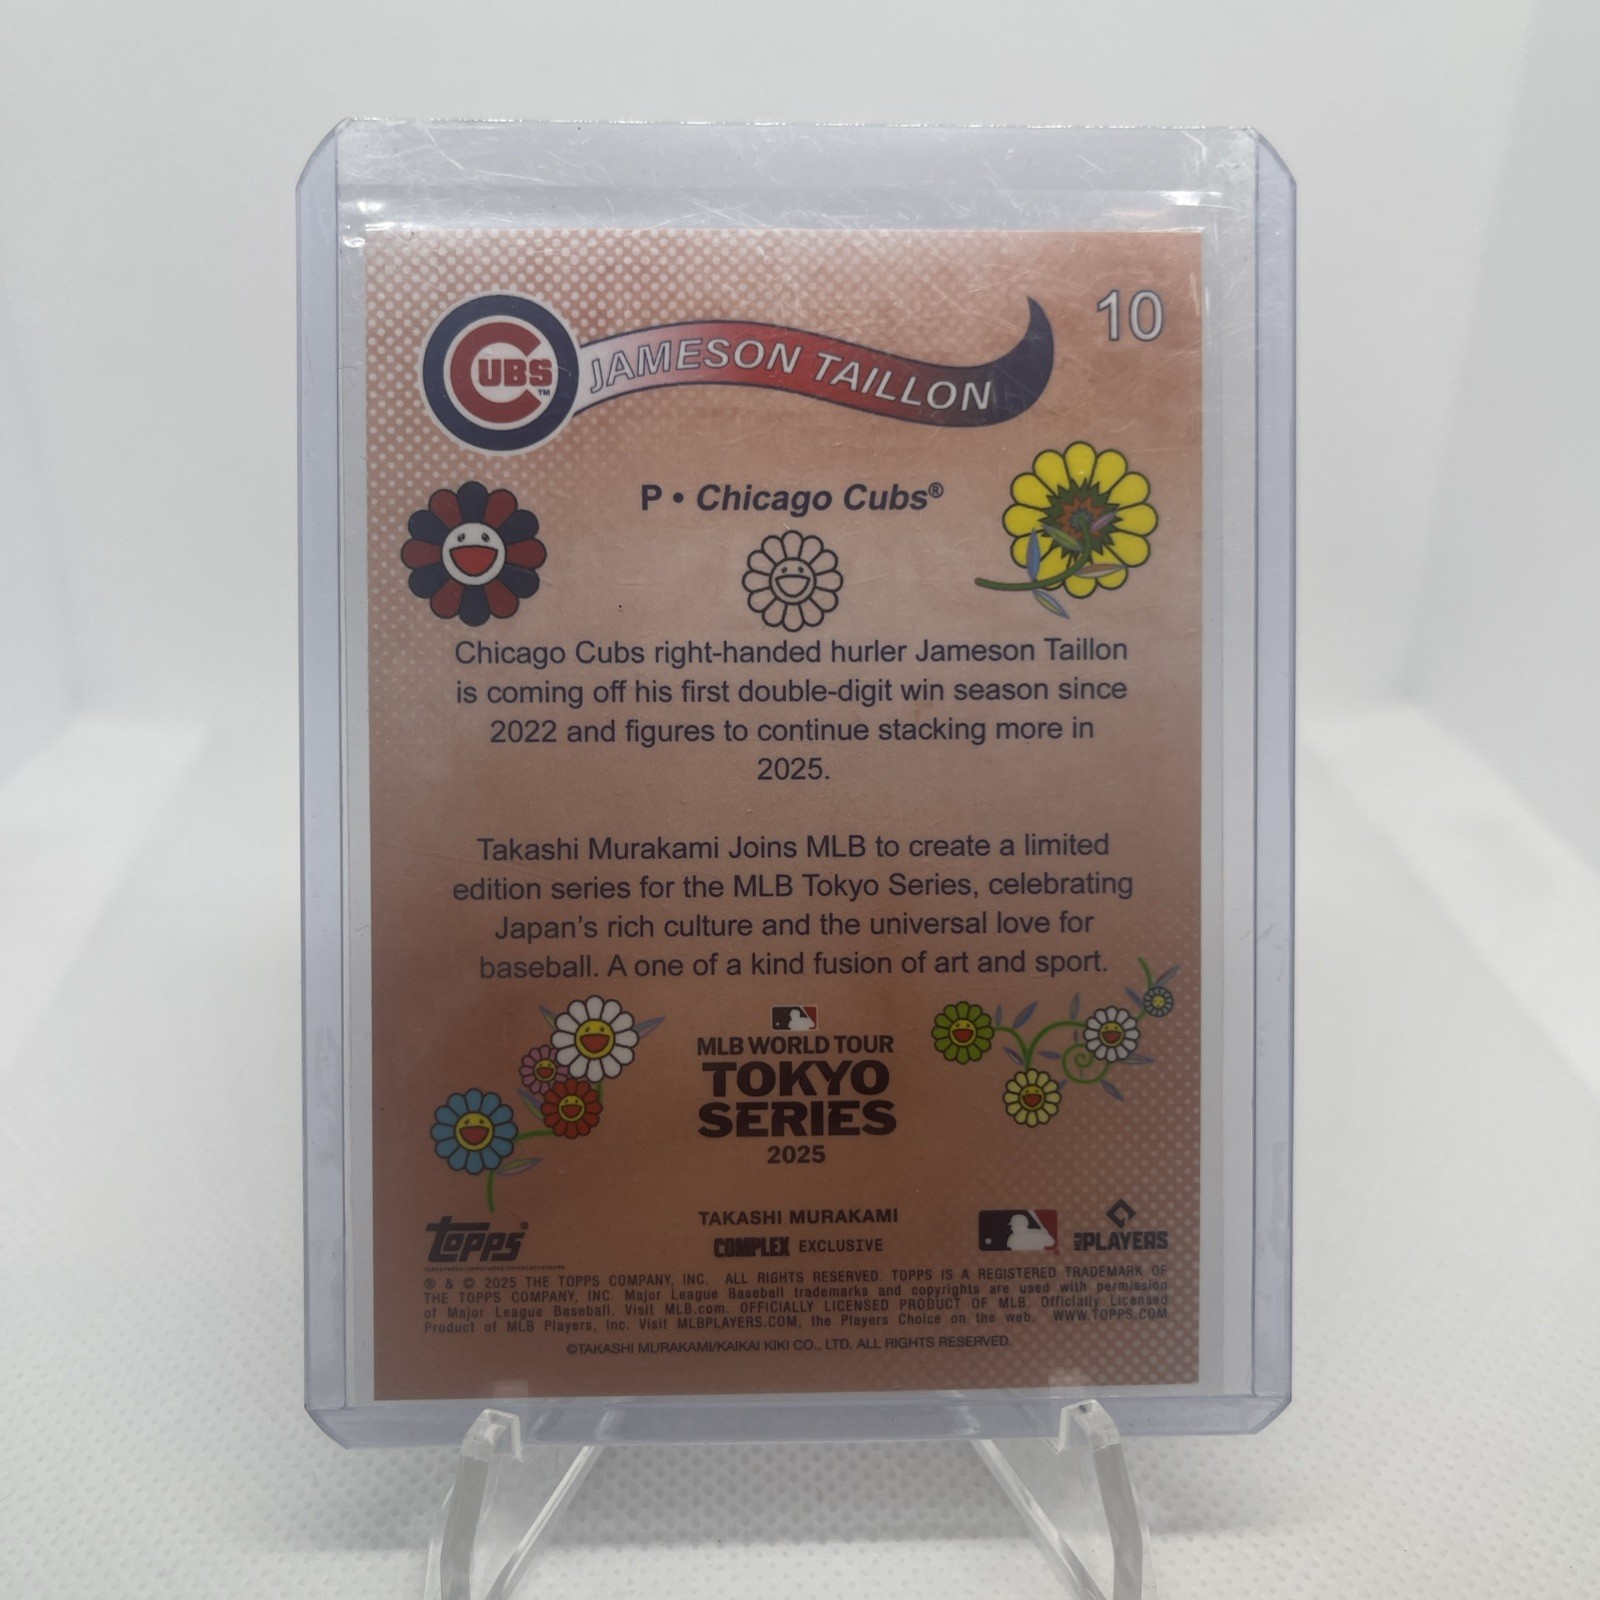 10
CUBS™
JAMESON TAILLON
P • Chicago Cubs®
Chicago Cubs right-handed hurler Jameson Taillon
is coming off his first double-digit win season since
2022 and figures to continue stacking more in
2025.
Takashi Murakami Joins MLB to create a limited
edition series for the MLB Tokyo Series, celebrating
Japan's rich culture and the universal love for
baseball. A one of a kind fusion of art and sport.
MLB WORLD TOUR
TOKYO
SERIES
2025
TAKASHI MURAKAMI
COMPLEX EXCLUSIVE
topps®
MLB PLAYERS
® & © 2025 THE TOPPS COMPANY, INC. ALL RIGHTS RESERVED. TOPPS IS A REGISTERED TRADEMARK OF
THE TOPPS COMPANY, INC. Major League Baseball trademarks and copyrights are used with permission
of Major League Baseball. Visit MLB.com. OFFICIALLY LICENSED PRODUCT OF MLB. Officially Licensed
Product of MLB Players, Inc. Visit MLBPLAYERS.COM, the Players Choice on the web. WWW.TOPPS.COM
©TAKASHI MURAKAMI/KAIKAI KIKI CO., LTD. ALL RIGHTS RESERVED.